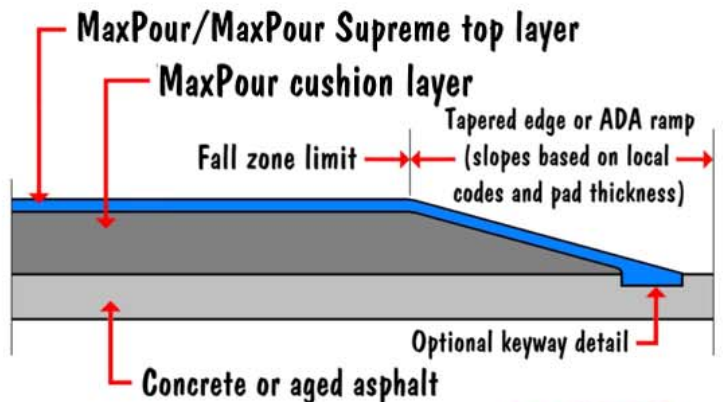 MaxPour/MaxPour Supreme top layer
MaxPour cushion layer
Tapered edge or ADA ramp
(slopes based on local
codes and pad thickness)
Fall zone limit
Optional keyway detail
Concrete or aged asphalt